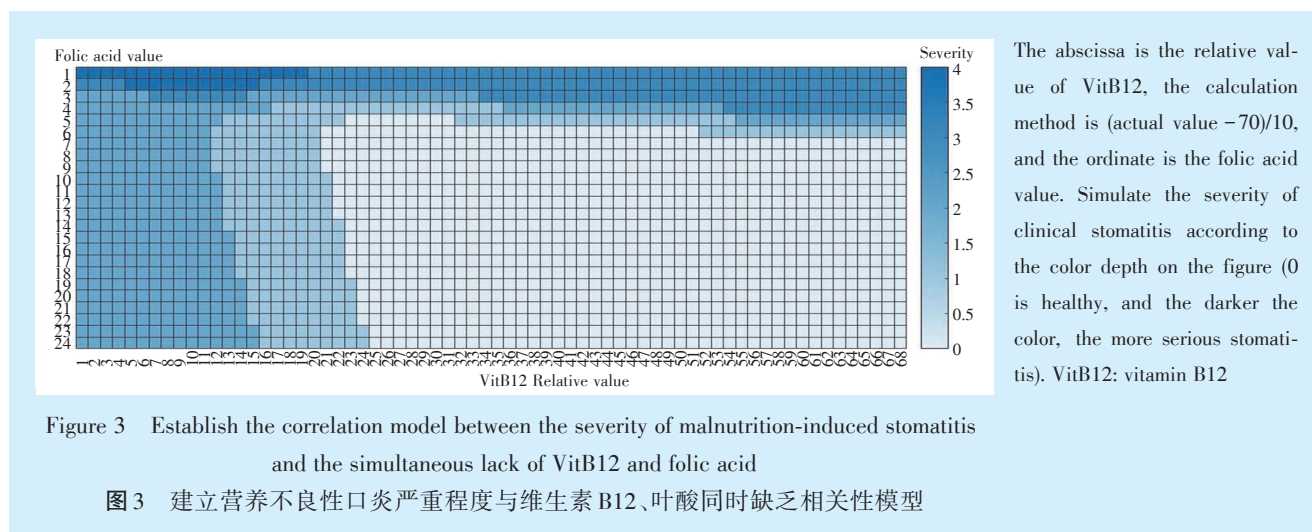 Folic acid value
Severity
1
2
3
4
5
6
7
8
9
10
11
12
13
14
15
16
17
18
19
20
21
22
23
24
4
3.5
3
2.5
2
1.5
1
0.5
0
1 2 3 4 5 6 7 8 9 10 11 12 13 14 15 16 17 18 19 20 21 22 23 24 25 26 27 28 29 30 31 32 33 34 35 36 37 38 39 40 41 42 43 44 45 46 47 48 49 50 51 52 53 54 55 56 57 58 59 60 61 62 63 64 65 66 67 68
VitB12 Relative value
The abscissa is the relative val-
ue of VitB12, the calculation
method is (actual value −70)/10,
and the ordinate is the folic acid
value. Simulate the severity of
clinical stomatitis according to
the color depth on the figure (0
is healthy, and the darker the
color, the more serious stomati-
tis). VitB12: vitamin B12
Figure 3 Establish the correlation model between the severity of malnutrition-induced stomatitis
and the simultaneous lack of VitB12 and folic acid
图3 建立营养不良性口炎严重程度与维生素B12、叶酸同时缺乏相关性模型